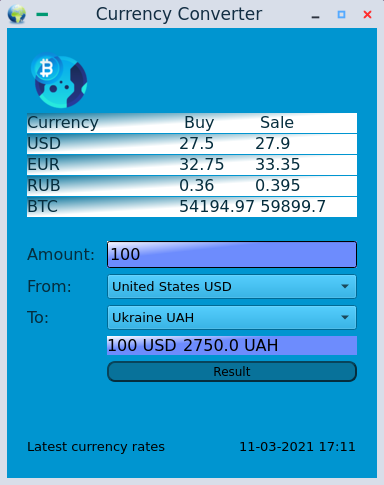 Currency Converter
Currency Buy Sale
USD 27.5 27.9
EUR 32.75 33.35
RUB 0.36 0.395
BTC 54194.97 59899.7
Amount: 100
From: United States USD
To: Ukraine UAH
100 USD 2750.0 UAH
Result
Latest currency rates 11-03-2021 17:11